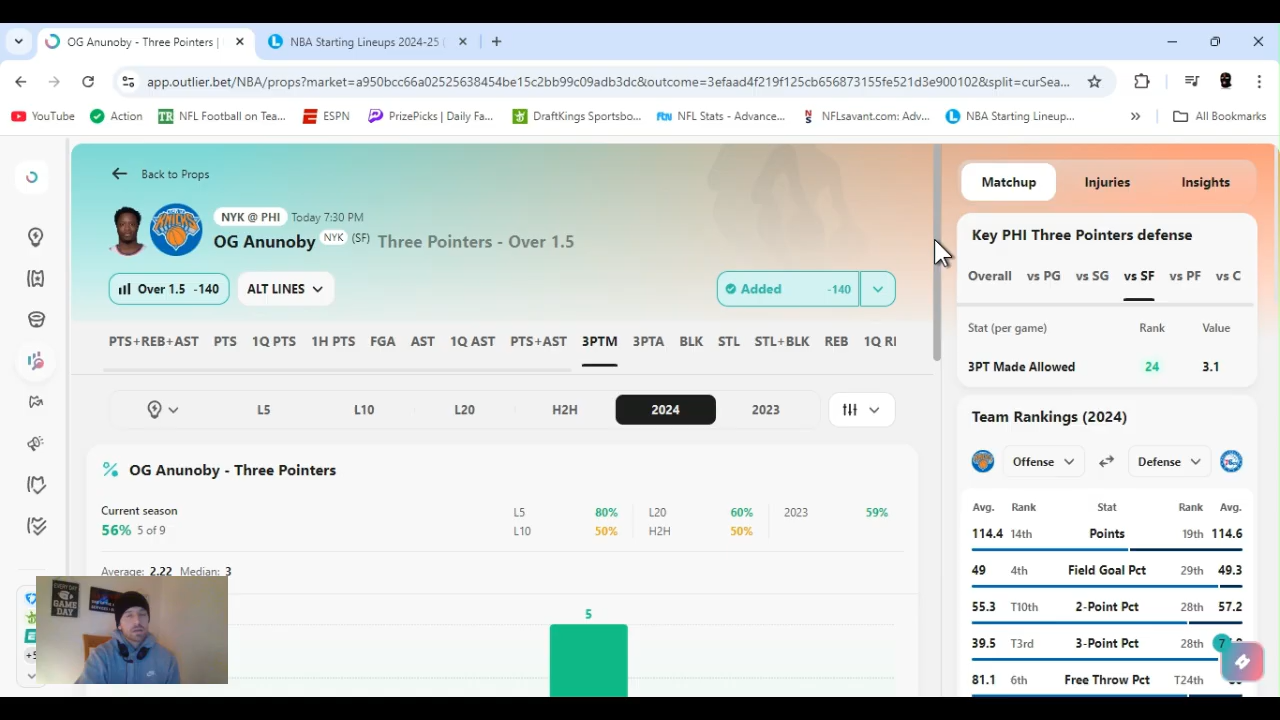 OG Anunoby - Three Pointers |
NBA Starting Lineups 2024-25
app.outlier.bet/NBA/props?market=a950bcc66a02525638454be15c2bb99c09adb3dc&outcome=3efaad4f219f125cb656873155fe521d3e900102&split=curSea...
YouTube Action NFL Football on Tea... ESPN PrizePicks | Daily Fa... DraftKings Sportsbo... NFL Stats - Advance... NFLsavant.com: Adv... NBA Starting Lineup... All Bookmarks
Back to Props
NYK @ PHI Today 7:30 PM
OG Anunoby NYK (SF) Three Pointers - Over 1.5
Over 1.5 -140 ALT LINES Added -140
PTS+REB+AST PTS 1Q PTS 1H PTS FGA AST 1Q AST PTS+AST 3PTM 3PTA BLK STL STL+BLK REB 1Q RI
L5 L10 L20 H2H 2024 2023
OG Anunoby - Three Pointers
Current season L5 80% L20 60% 2023 59%
56% 5 of 9 L10 50% H2H 50%
Average: 2.22 Median: 3
5
Matchup Injuries Insights
Key PHI Three Pointers defense
Overall vs PG vs SG vs SF vs PF vs C
Stat (per game) Rank Value
3PT Made Allowed 24 3.1
Team Rankings (2024)
Offense Defense
Avg. Rank Stat Rank Avg.
114.4 14th Points 19th 114.6
49 4th Field Goal Pct 29th 49.3
55.3 T10th 2-Point Pct 28th 57.2
39.5 T3rd 3-Point Pct 28th
81.1 6th Free Throw Pct T24th
EVERY DAY
GAME
DAY